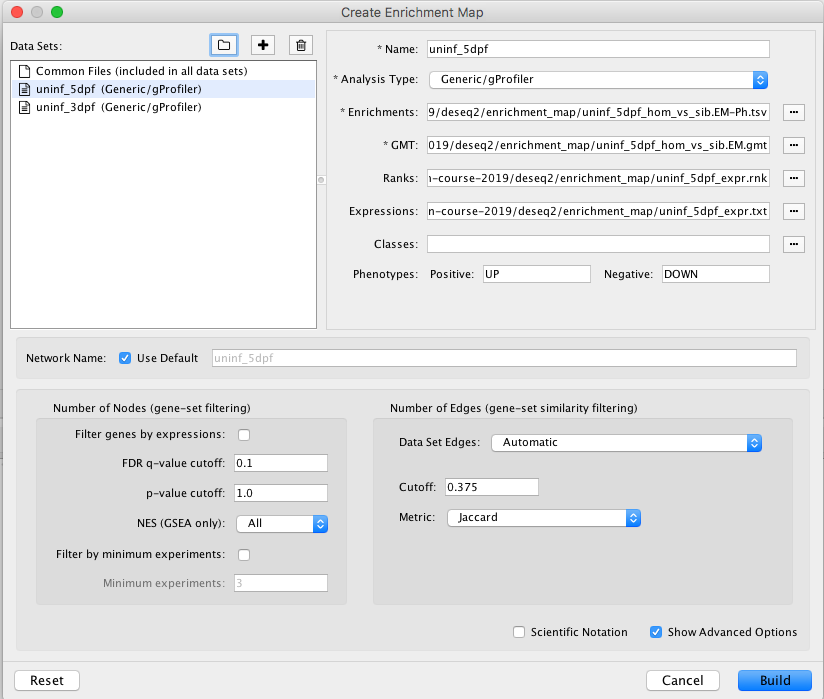 Create Enrichment Map
Data Sets:
Common Files (included in all data sets)
uninf_5dpf (Generic/gProfiler)
uninf_3dpf (Generic/gProfiler)
* Name: uninf_5dpf
* Analysis Type: Generic/gProfiler
* Enrichments: 9/deseq2/enrichment_map/uninf_5dpf_hom_vs_sib.EM-Ph.tsv ...
* GMT: 019/deseq2/enrichment_map/uninf_5dpf_hom_vs_sib.EM.gmt ...
Ranks: n-course-2019/deseq2/enrichment_map/uninf_5dpf_expr.rnk ...
Expressions: n-course-2019/deseq2/enrichment_map/uninf_5dpf_expr.txt ...
Classes: ...
Phenotypes: Positive: UP Negative: DOWN
Network Name: Use Default uninf_5dpf
Number of Nodes (gene-set filtering)
Filter genes by expressions:
FDR q-value cutoff: 0.1
p-value cutoff: 1.0
NES (GSEA only): All
Filter by minimum experiments:
Minimum experiments: 3
Number of Edges (gene-set similarity filtering)
Data Set Edges: Automatic
Cutoff: 0.375
Metric: Jaccard
Scientific Notation Show Advanced Options
Reset Cancel Build